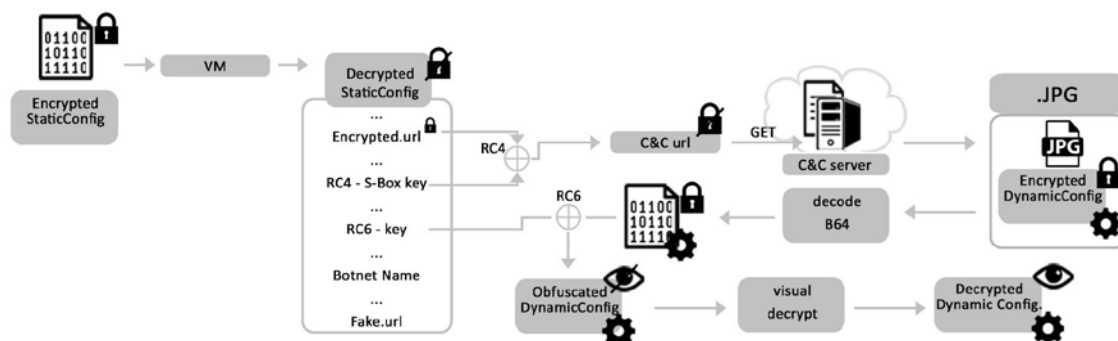 01100
10110
11110
Encrypted
StaticConfig
VM
Decrypted
StaticConfig
...
Encrypted.url
...
RC4 - S-Box key
...
RC6 - key
...
Botnet Name
...
Fake.url
RC4
C&C url
GET
C&C server
.JPG
JPG
Encrypted
DynamicConfig
decode
B64
01100
10110
11110
RC6
Obfuscated
DynamicConfig
visual
decrypt
Decrypted
Dynamic Config.